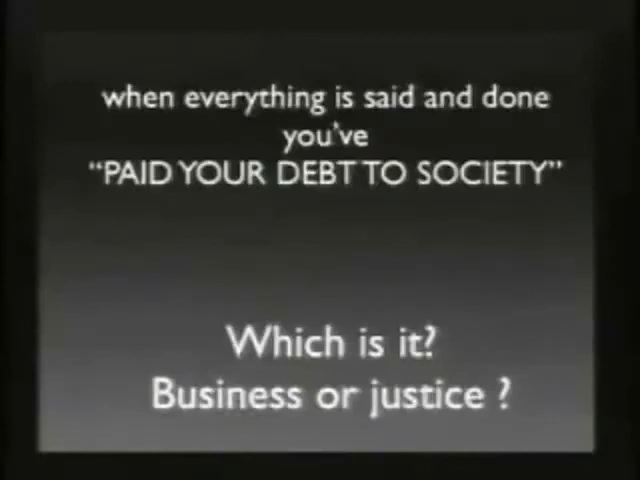 when everything is said and done
you've
“PAID YOUR DEBT TO SOCIETY”
Which is it?
Business or justice ?